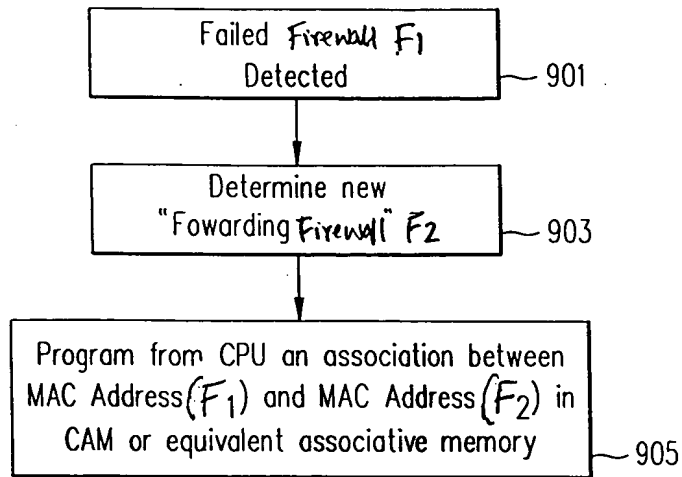 Failed Firewall F1
Detected
901
Determine new
"Fowarding Firewall" F2
903
Program from CPU an association between
MAC Address (F1) and MAC Address (F2) in
CAM or equivalent associative memory
905